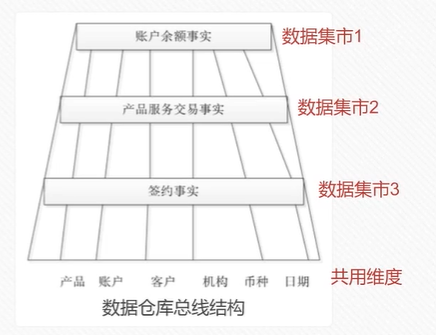 账户余额事实 数据集市1
产品服务交易事实 数据集市2
签约事实 数据集市3
产品 账户 客户 机构 币种 日期 共用维度
数据仓库总线结构